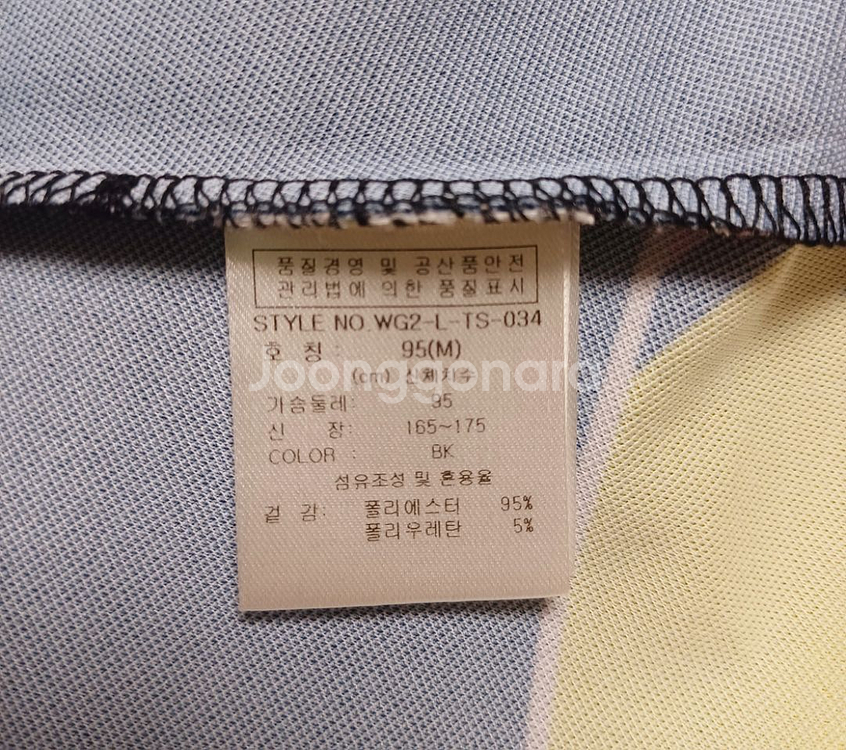 품질경영 및 공산품안전
관리법에 의한 품질표시
STYLE NO.WG2-L-TS-034
호 칭 : 95(M)
(cm) 신체치수
Joonggonara
가슴둘레: 95
신 장: 165~175
COLOR : BK
섬유조성 및 혼용율
겉 감: 폴리에스터 95%
폴리우레탄 5%